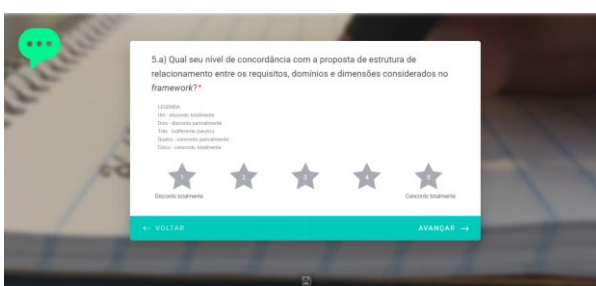 5.a) Qual seu nível de concordância com a proposta de estrutura de
relacionamento entre os requisitos, domínios e dimensões considerados no
framework?*
LEGENDA:
Um - discordo totalmente
Dois - discordo parcialmente
Três - indiferente (neutro)
Quatro - concordo parcialmente
Cinco - concordo totalmente
1 2 3 4 5
Discordo totalmente Concordo totalmente
← VOLTAR AVANÇAR →